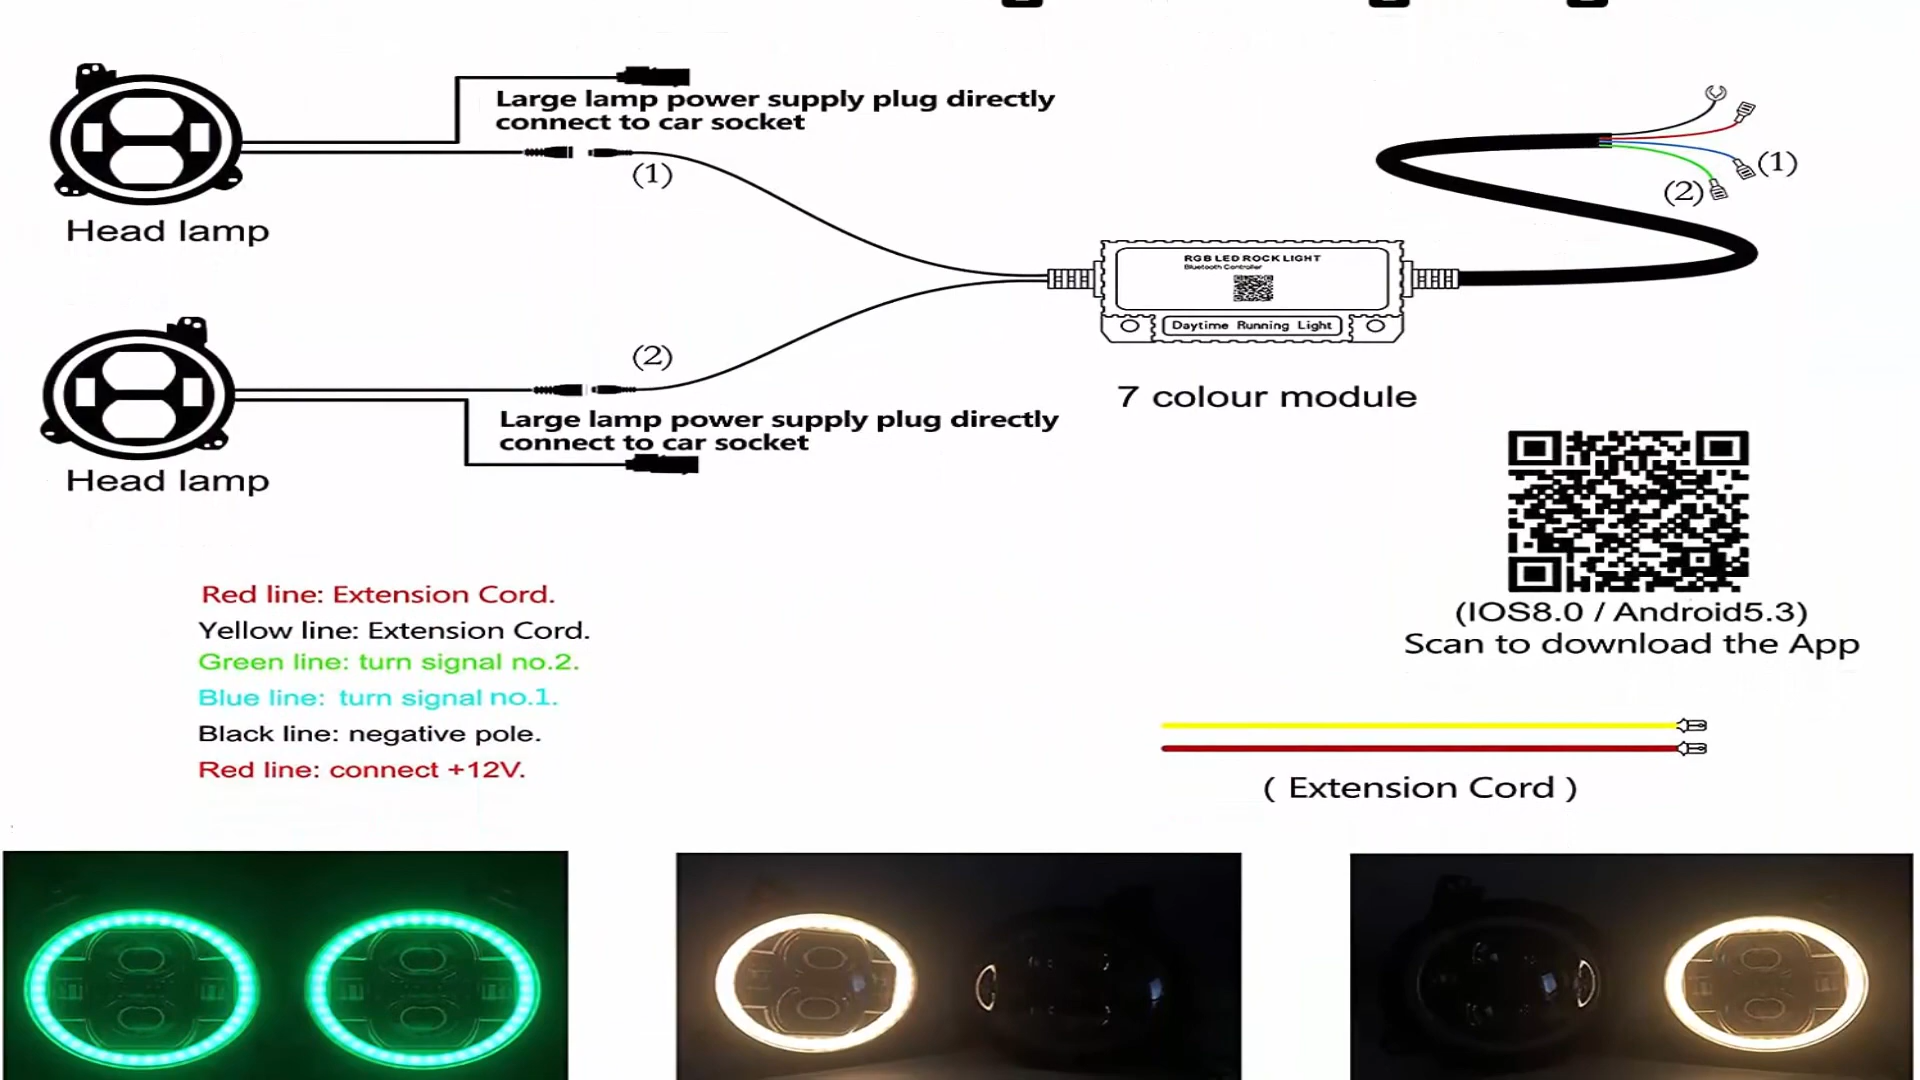 Large lamp power supply plug directly
connect to car socket
(1)
Head lamp
(1)
(2)
RGB LED ROCK LIGHT
Bluetooth Controller
Daytime Running Light
7 colour module
(2)
Large lamp power supply plug directly
connect to car socket
Head lamp
(IOS8.0 / Android5.3)
Scan to download the App
Red line: Extension Cord.
Yellow line: Extension Cord.
Green line: turn signal no.2.
Blue line: turn signal no.1.
Black line: negative pole.
Red line: connect +12V.
( Extension Cord )